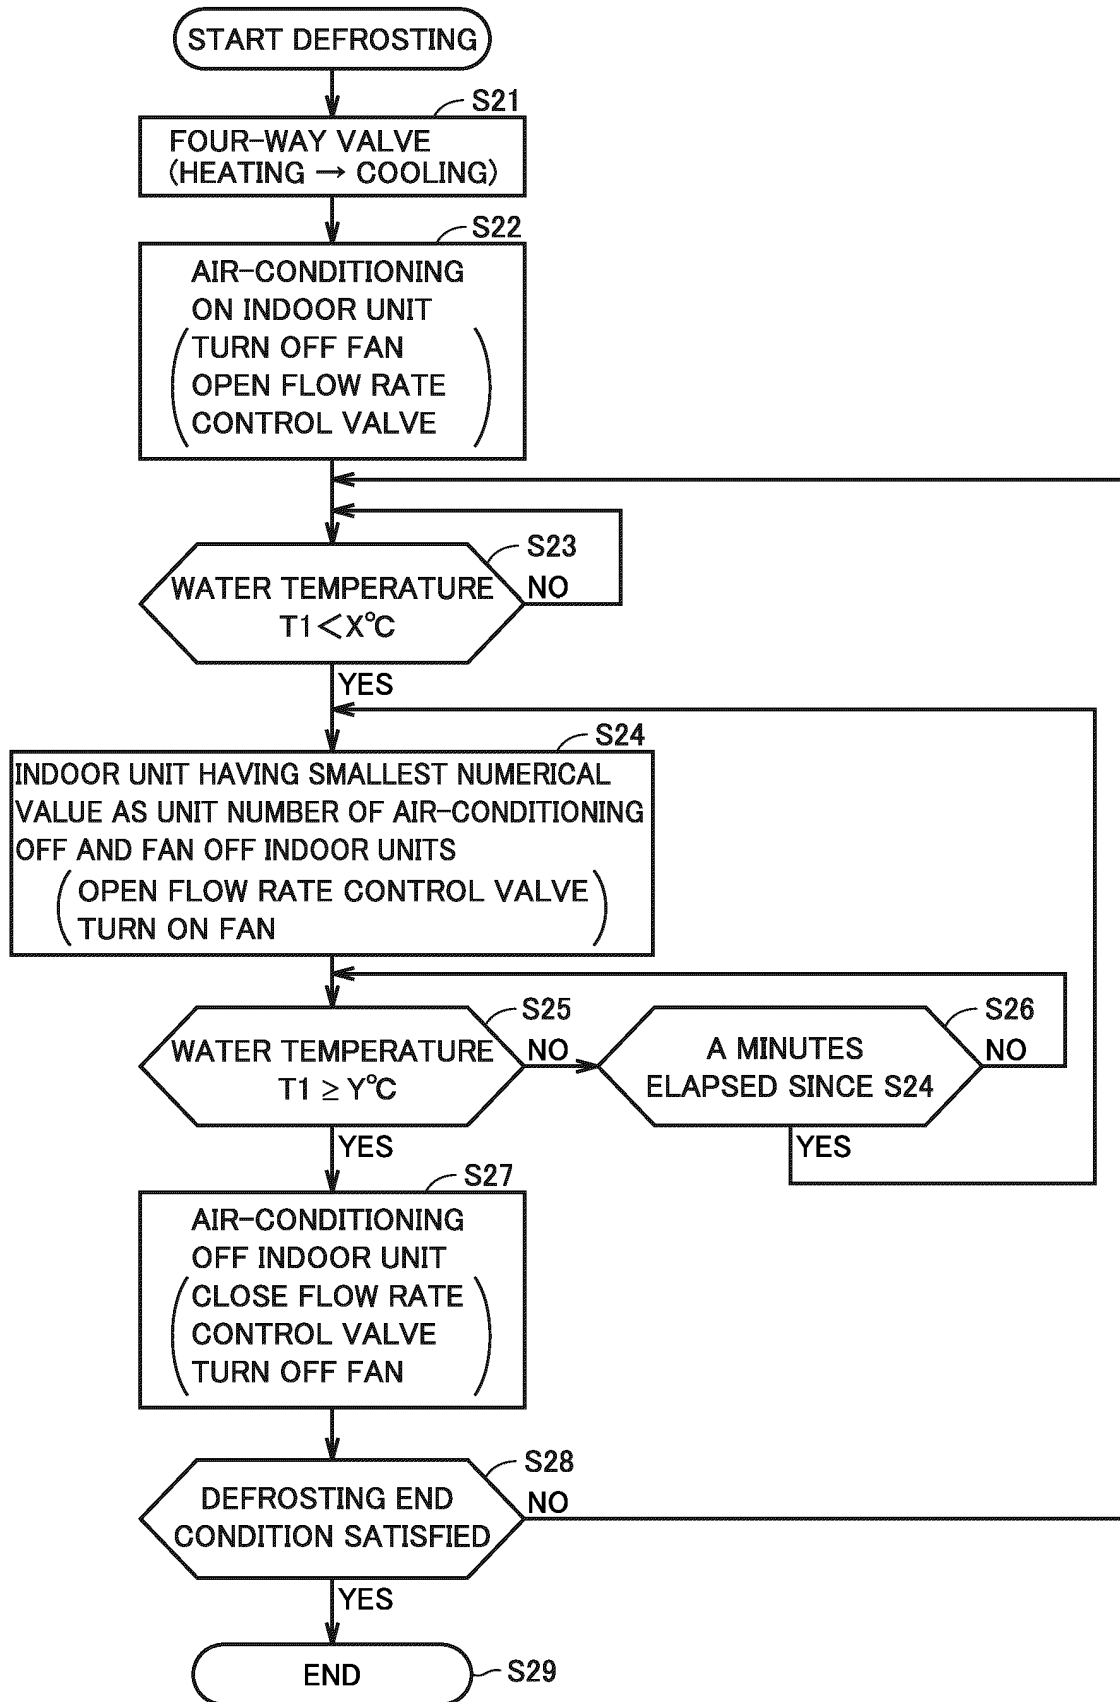 START DEFROSTING
S21
FOUR-WAY VALVE
(HEATING → COOLING)
S22
AIR-CONDITIONING
ON INDOOR UNIT
TURN OFF FAN
OPEN FLOW RATE
CONTROL VALVE
S23
WATER TEMPERATURE
T1<X°C
NO
YES
S24
INDOOR UNIT HAVING SMALLEST NUMERICAL
VALUE AS UNIT NUMBER OF AIR-CONDITIONING
OFF AND FAN OFF INDOOR UNITS
OPEN FLOW RATE CONTROL VALVE
TURN ON FAN
S25
WATER TEMPERATURE
T1 ≥ Y°C
NO
S26
A MINUTES
ELAPSED SINCE S24
NO
YES
YES
S27
AIR-CONDITIONING
OFF INDOOR UNIT
CLOSE FLOW RATE
CONTROL VALVE
TURN OFF FAN
S28
DEFROSTING END
CONDITION SATISFIED
NO
YES
END
S29